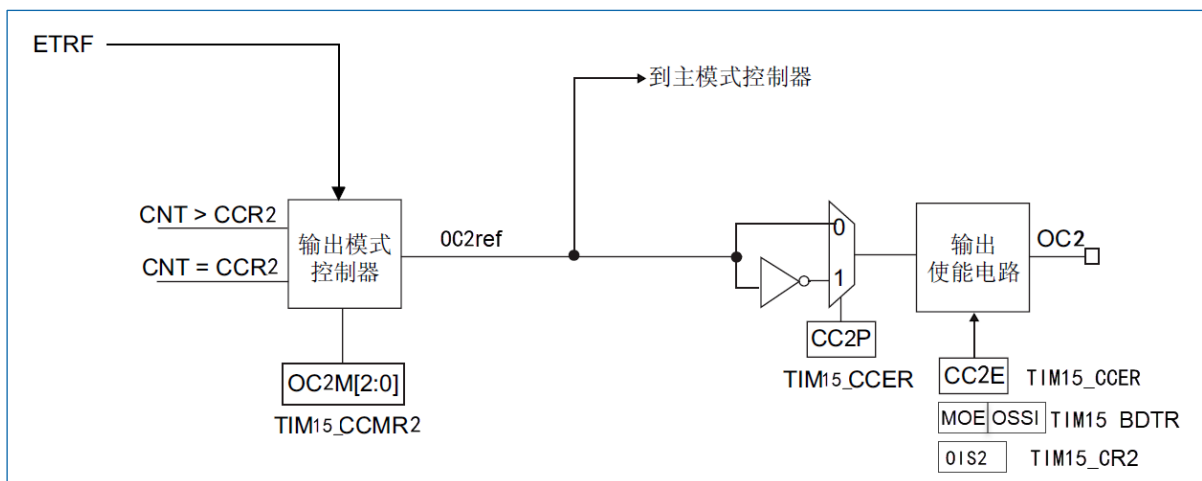 ETRF
到主模式控制器
CNT > CCR2
CNT = CCR2
输出模式
控制器
OC2ref
0
1
输出
使能电路
OC2
CC2P
TIM15_CCER
OC2M[2:0]
TIM15_CCMR2
CC2E TIM15_CCER
MOE OSSI TIM15 BDTR
OIS2 TIM15_CR2